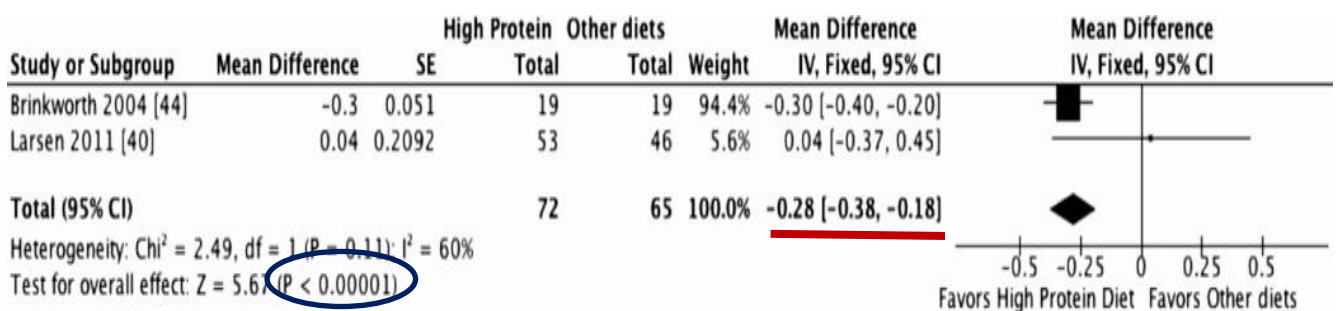 High Protein Other diets Mean Difference Mean Difference
Study or Subgroup Mean Difference SE Total Total Weight IV, Fixed, 95% CI IV, Fixed, 95% CI
Brinkworth 2004 [44] -0.3 0.051 19 19 94.4% -0.30 [-0.40, -0.20]
Larsen 2011 [40] 0.04 0.2092 53 46 5.6% 0.04 [-0.37, 0.45]
Total (95% CI) 72 65 100.0% -0.28 [-0.38, -0.18]
Heterogeneity: Chi² = 2.49, df = 1 (P = 0.11); I² = 60%
Test for overall effect: Z = 5.67 (P < 0.00001)
-0.5 -0.25 0 0.25 0.5
Favors High Protein Diet Favors Other diets